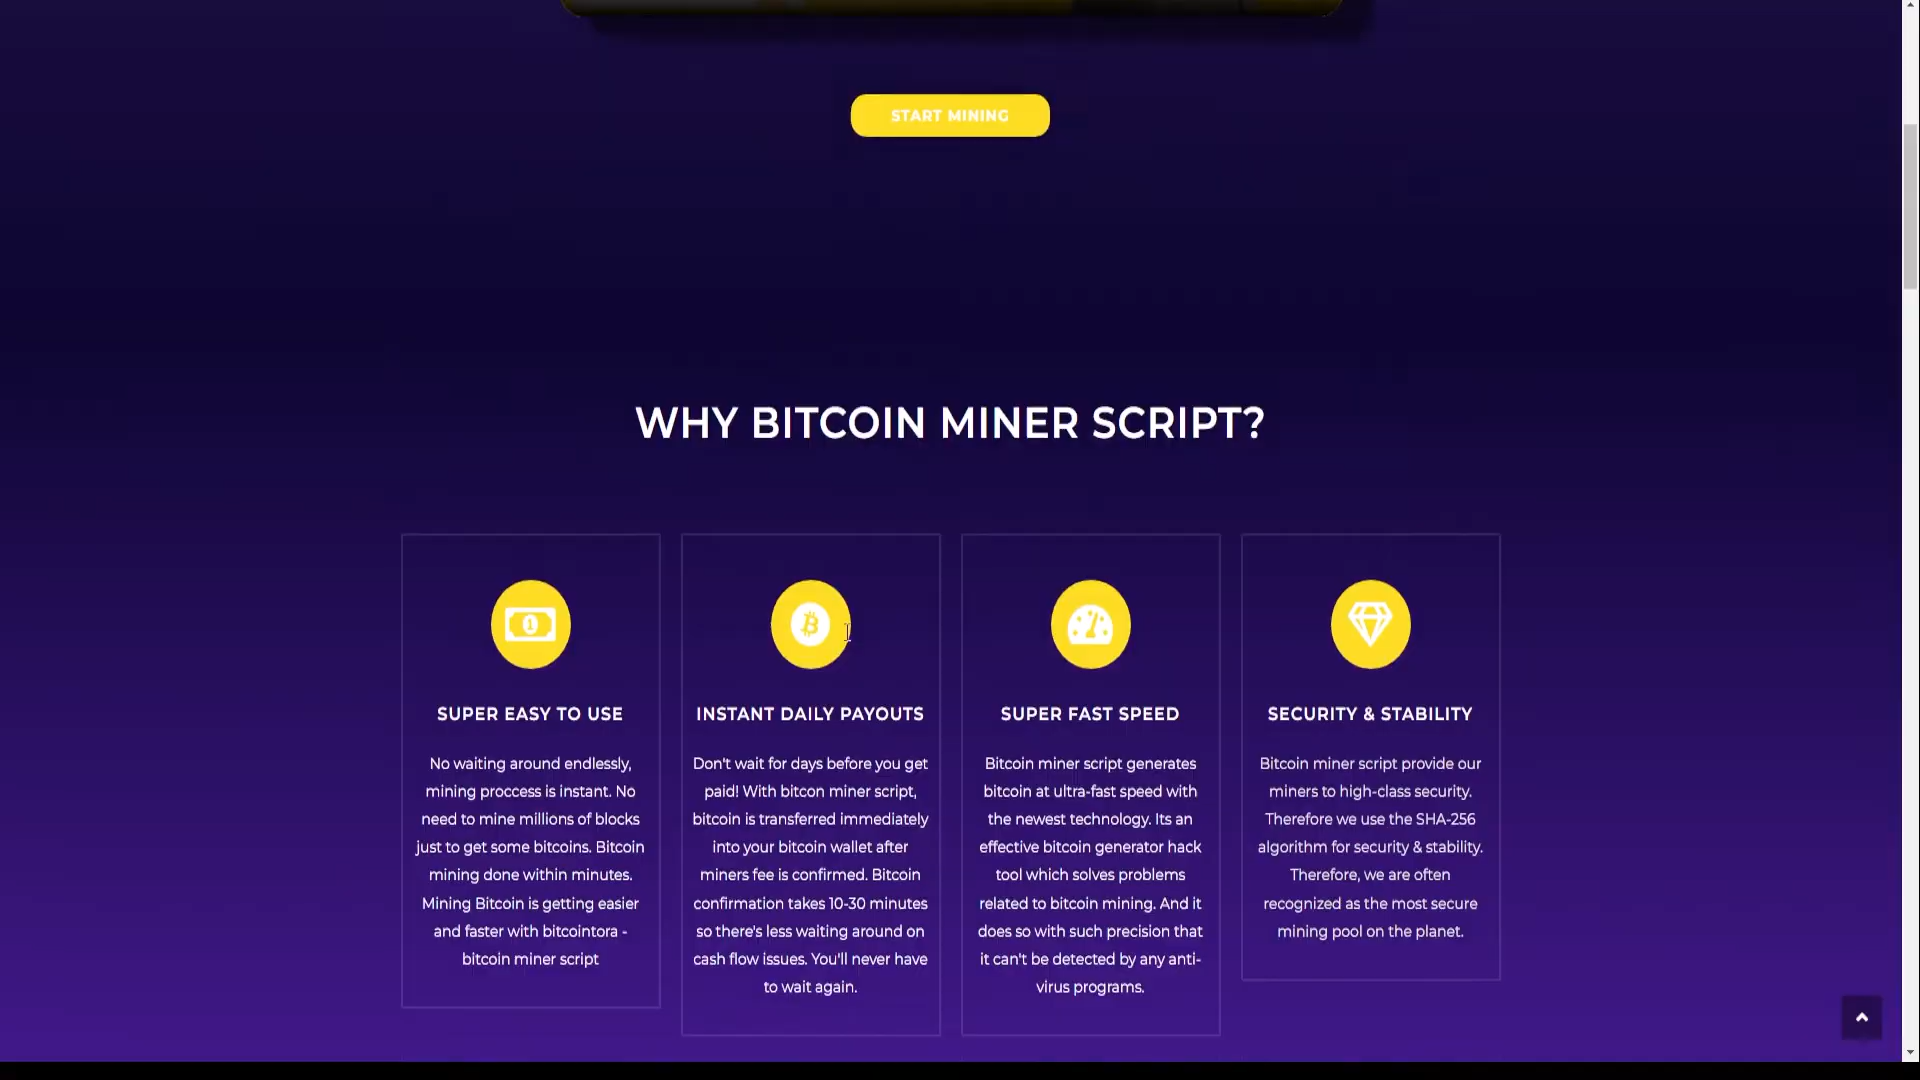 START MINING
WHY BITCOIN MINER SCRIPT?
SUPER EASY TO USE
No waiting around endlessly,
mining proccess is instant. No
need to mine millions of blocks
just to get some bitcoins. Bitcoin
mining done within minutes.
Mining Bitcoin is getting easier
and faster with bitcointora -
bitcoin miner script
INSTANT DAILY PAYOUTS
Don't wait for days before you get
paid! With bitcon miner script,
bitcoin is transferred immediately
into your bitcoin wallet after
miners fee is confirmed. Bitcoin
confirmation takes 10-30 minutes
so there's less waiting around on
cash flow issues. You'll never have
to wait again.
SUPER FAST SPEED
Bitcoin miner script generates
bitcoin at ultra-fast speed with
the newest technology. Its an
effective bitcoin generator hack
tool which solves problems
related to bitcoin mining. And it
does so with such precision that
it can't be detected by any anti-
virus programs.
SECURITY & STABILITY
Bitcoin miner script provide our
miners to high-class security.
Therefore we use the SHA-256
algorithm for security & stability.
Therefore, we are often
recognized as the most secure
mining pool on the planet.